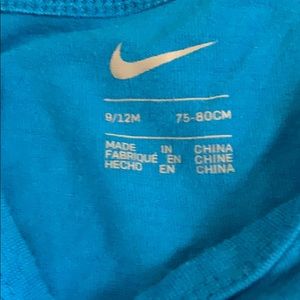 9/12M 75-80CM
MADE IN CHINA
FABRIQUÉ EN CHINE
HECHO EN CHINA